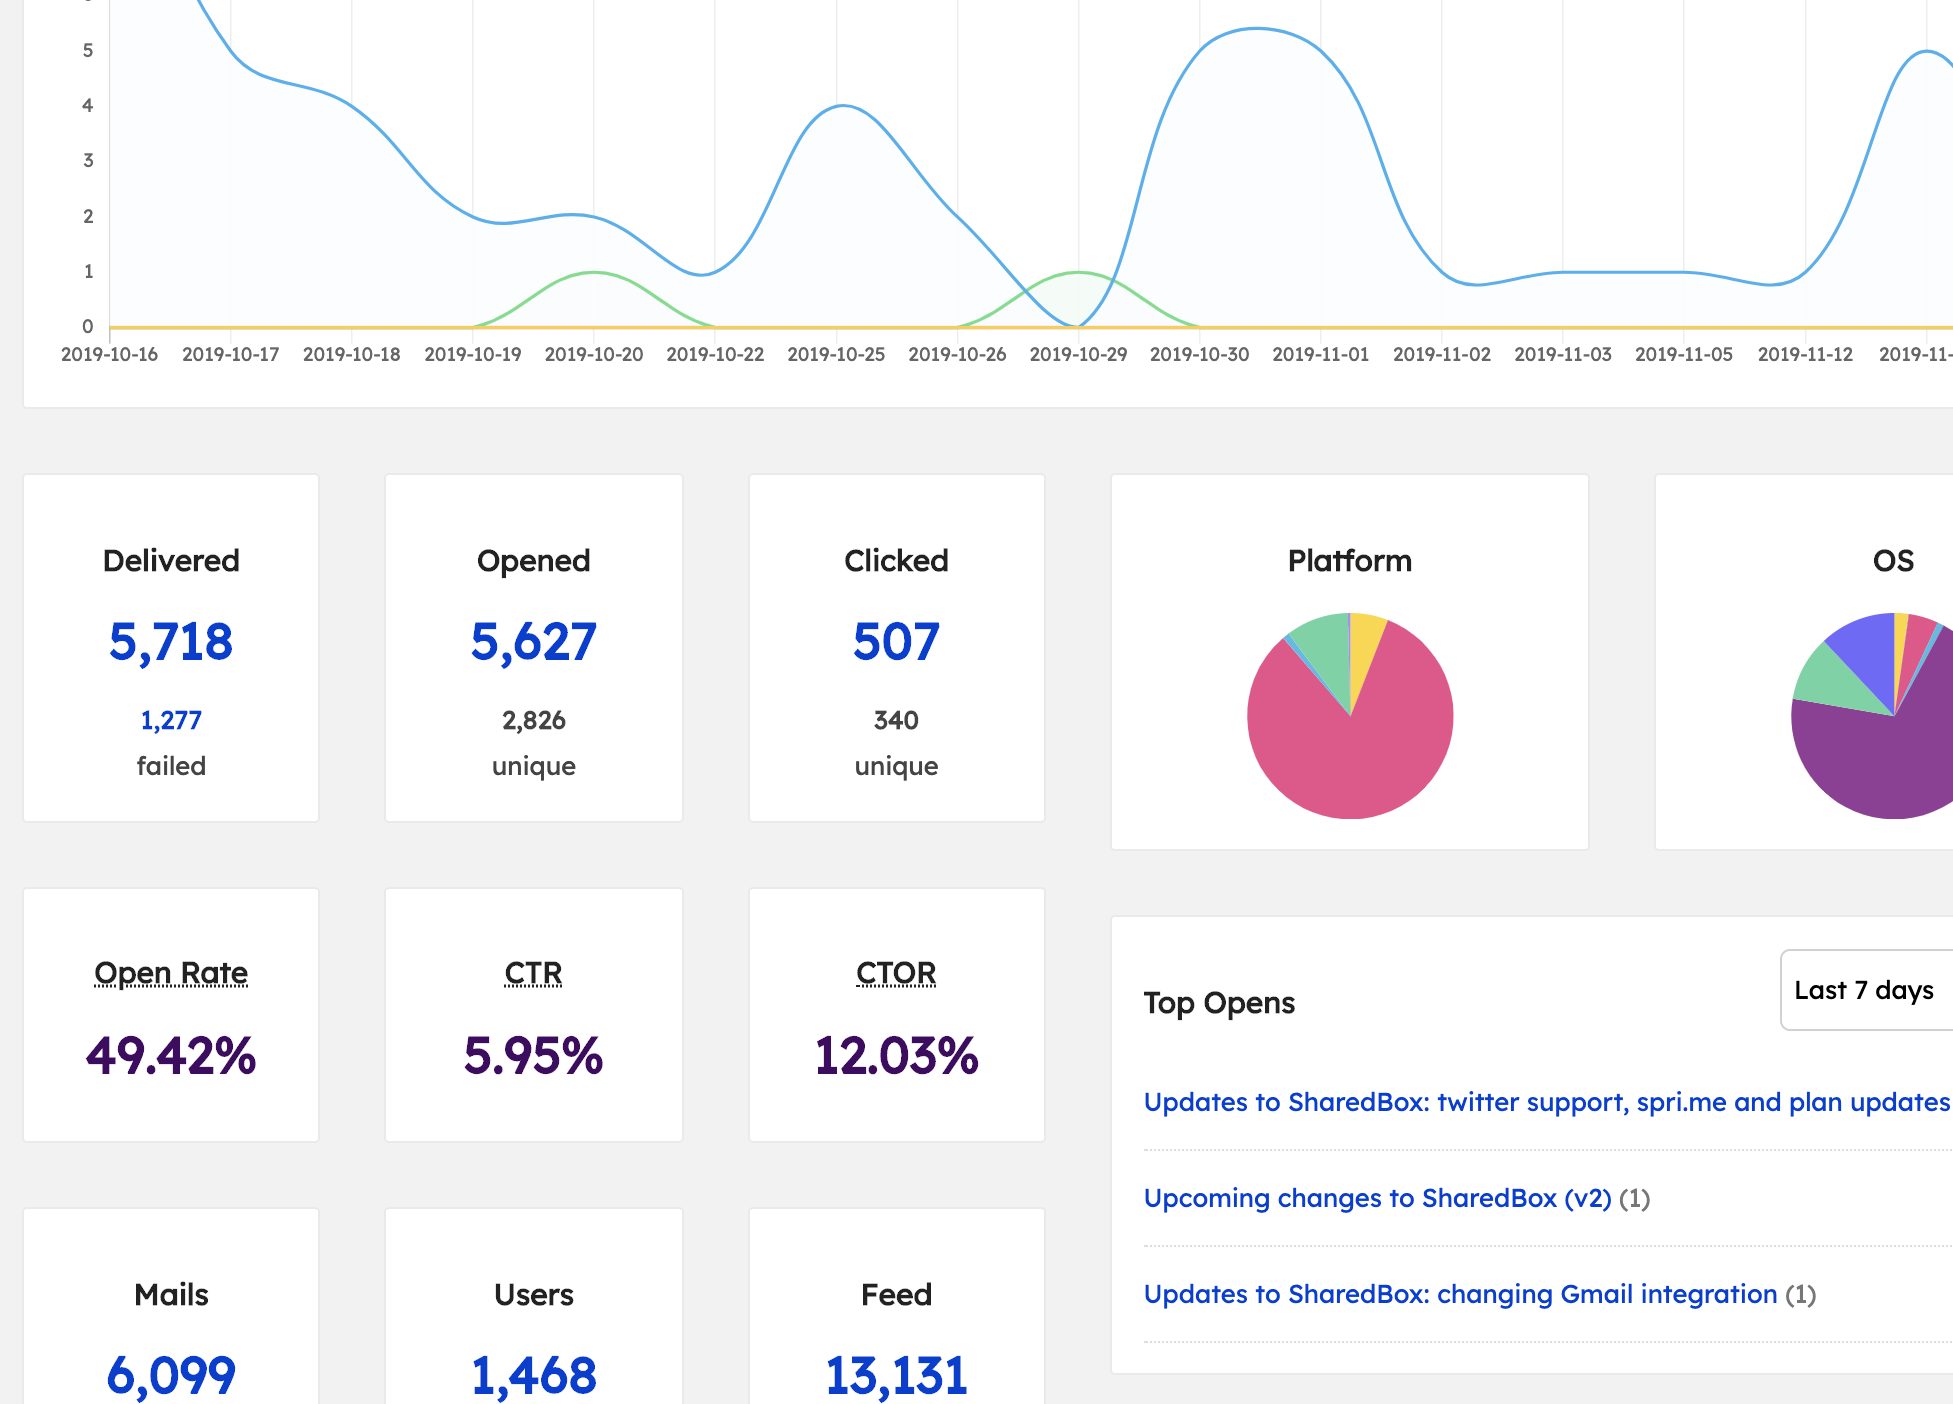 5
4
3
2
1
0
2019-10-16 2019-10-17 2019-10-18 2019-10-19 2019-10-20 2019-10-22 2019-10-25 2019-10-26 2019-10-29 2019-10-30 2019-11-01 2019-11-02 2019-11-03 2019-11-05 2019-11-12 2019-11-
Delivered
5,718
1,277
failed
Opened
5,627
2,826
unique
Clicked
507
340
unique
Platform
OS
Open Rate
49.42%
CTR
5.95%
CTOR
12.03%
Top Opens
Last 7 days
Updates to SharedBox: twitter support, spri.me and plan updates
Upcoming changes to SharedBox (v2) (1)
Updates to SharedBox: changing Gmail integration (1)
Mails
6,099
Users
1,468
Feed
13,131